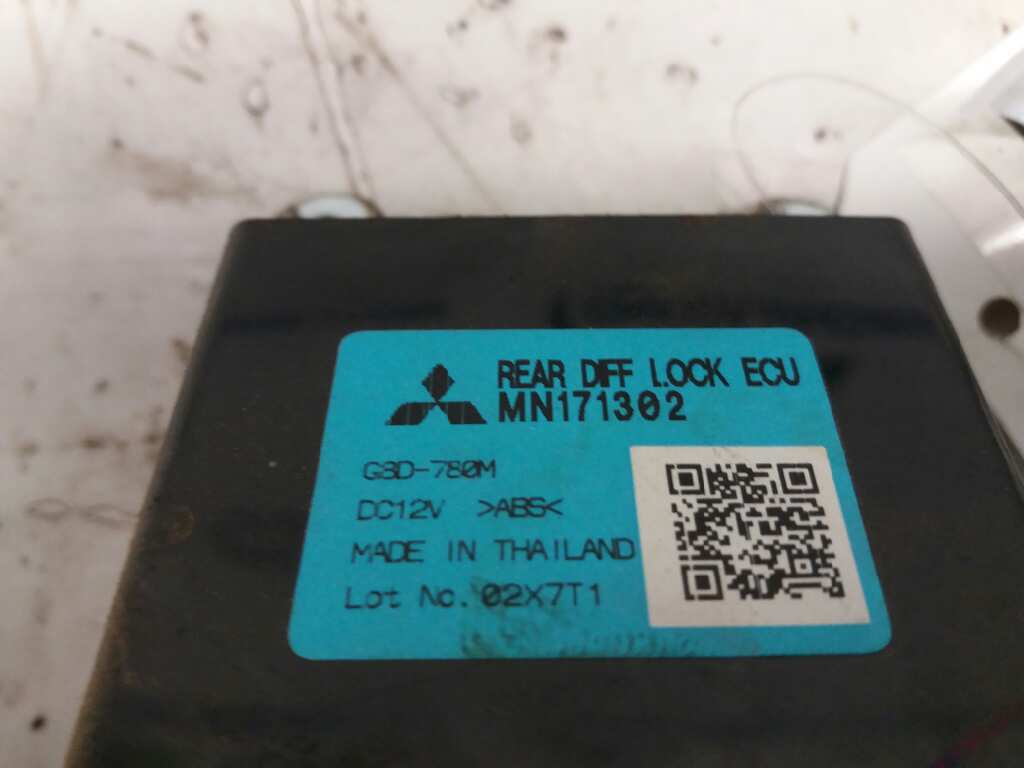 REAR DIFF LOCK ECU
MN171302
G8D-780M
DC12V >ABS<
MADE IN THAILAND
Lot No. 02X7T1